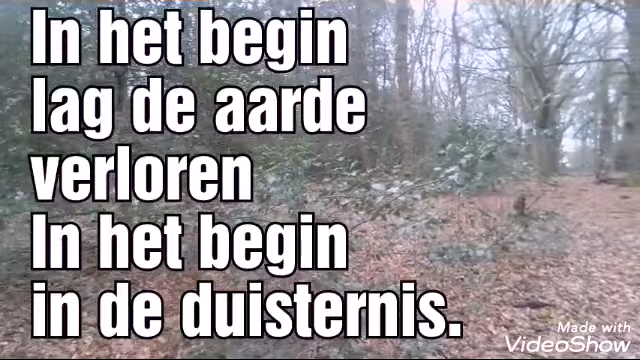 In het begin
lag de aarde
verloren
In het begin
in de duisternis.
Made with
VideoShow